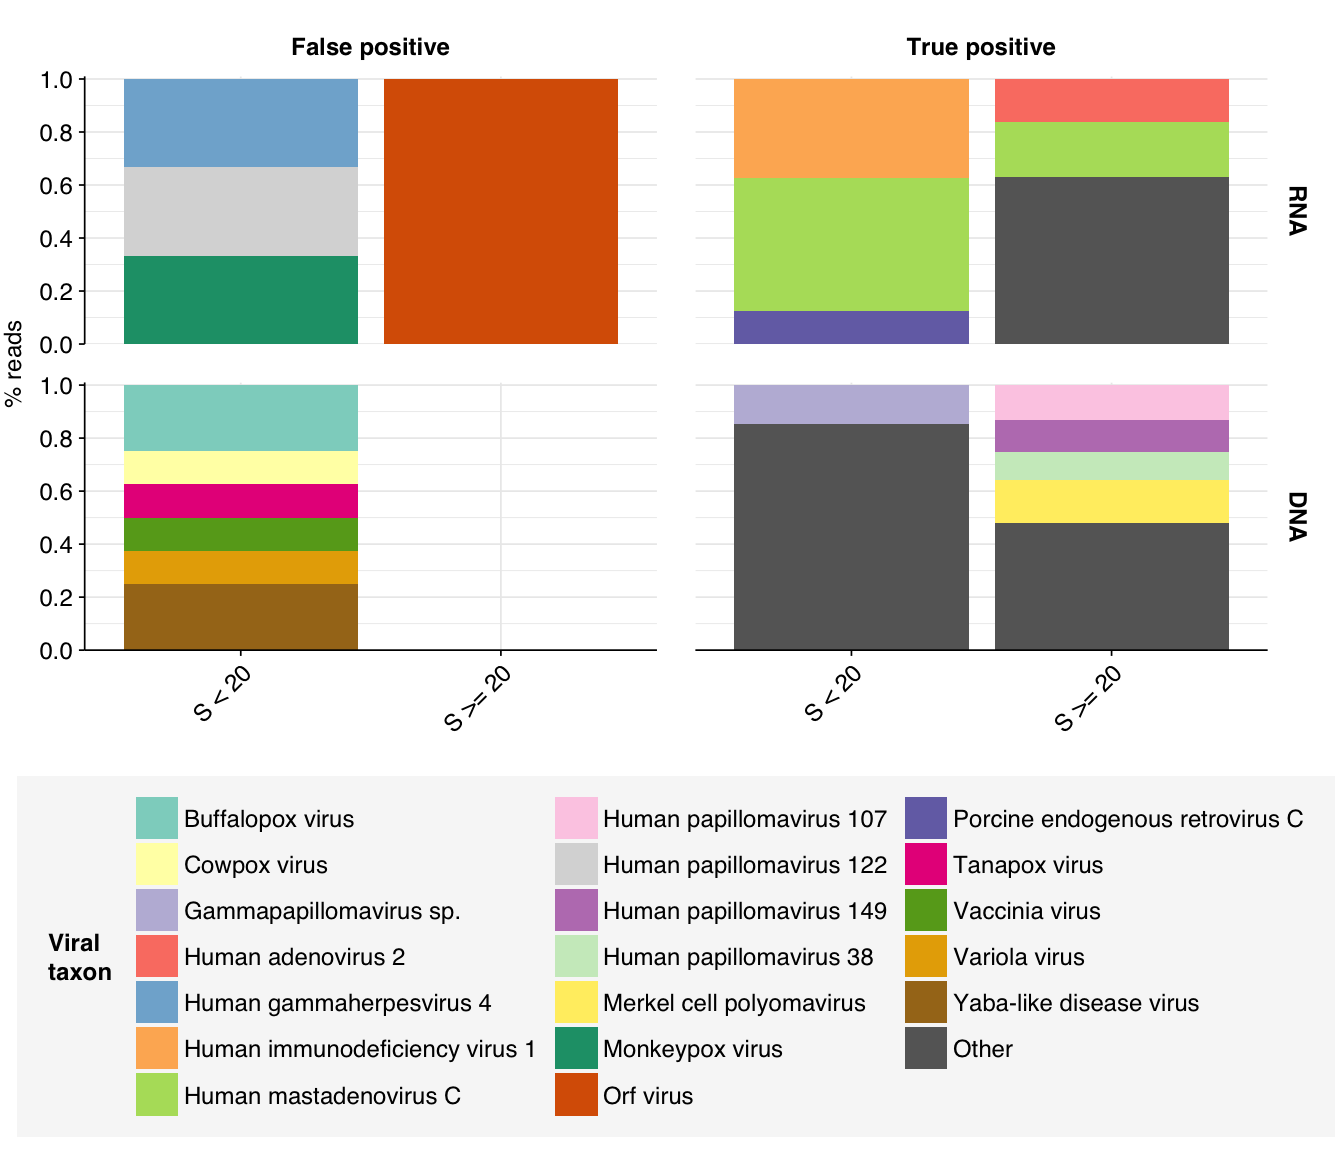 False positive
True positive
1.0
0.8
0.6
0.4
0.2
0.0
RNA
% reads
1.0
0.8
0.6
0.4
0.2
0.0
DNA
S < 20
S >= 20
S < 20
S >= 20
Viral
taxon
Buffalopox virus
Cowpox virus
Gammapapillomavirus sp.
Human adenovirus 2
Human gammaherpesvirus 4
Human immunodeficiency virus 1
Human mastadenovirus C
Human papillomavirus 107
Human papillomavirus 122
Human papillomavirus 149
Human papillomavirus 38
Merkel cell polyomavirus
Monkeypox virus
Orf virus
Porcine endogenous retrovirus C
Tanapox virus
Vaccinia virus
Variola virus
Yaba-like disease virus
Other